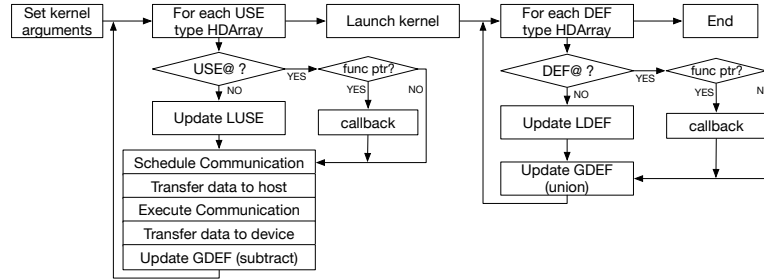 Set kernel
arguments
For each USE
type HDArray
Launch kernel
For each DEF
type HDArray
End
USE@ ?
YES
func ptr?
NO
YES
NO
Update LUSE
callback
Schedule Communication
Transfer data to host
Execute Communication
Transfer data to device
Update GDEF (subtract)
DEF@ ?
YES
func ptr?
NO
YES
Update LDEF
callback
Update GDEF
(union)